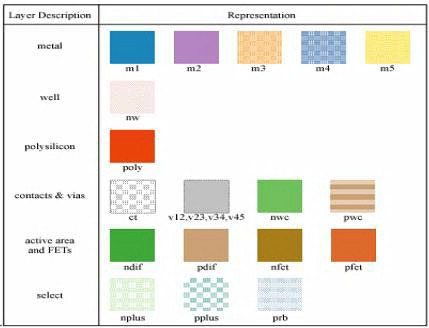 Layer Description Representation
metal
m1 m2 m3 m4 m5
well
nw
polysilicon
poly
contacts & vias
ct v12,v23,v34,v45 nwc pwc
active area
and FETs
ndif pdif nfet pfet
select
nplus pplus prb